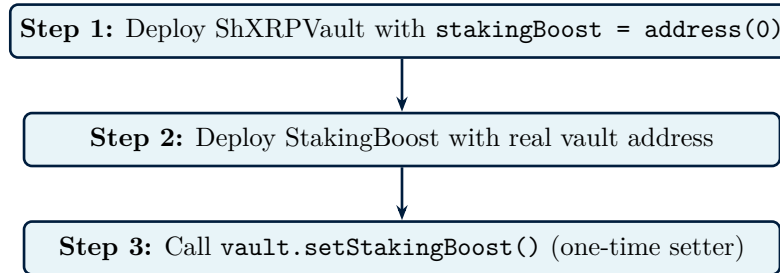 Step 1: Deploy ShXRPVault with stakingBoost = address(0)
Step 2: Deploy StakingBoost with real vault address
Step 3: Call vault.setStakingBoost() (one-time setter)